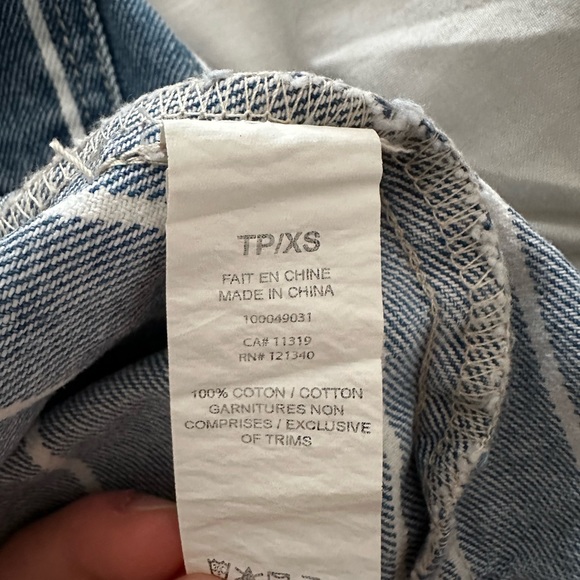 TP/XS
FAIT EN CHINE
MADE IN CHINA
100049031
CA# 11319
RN# 121340
100% COTON / COTTON
GARNITURES NON
COMPRISES / EXCLUSIVE
OF TRIMS